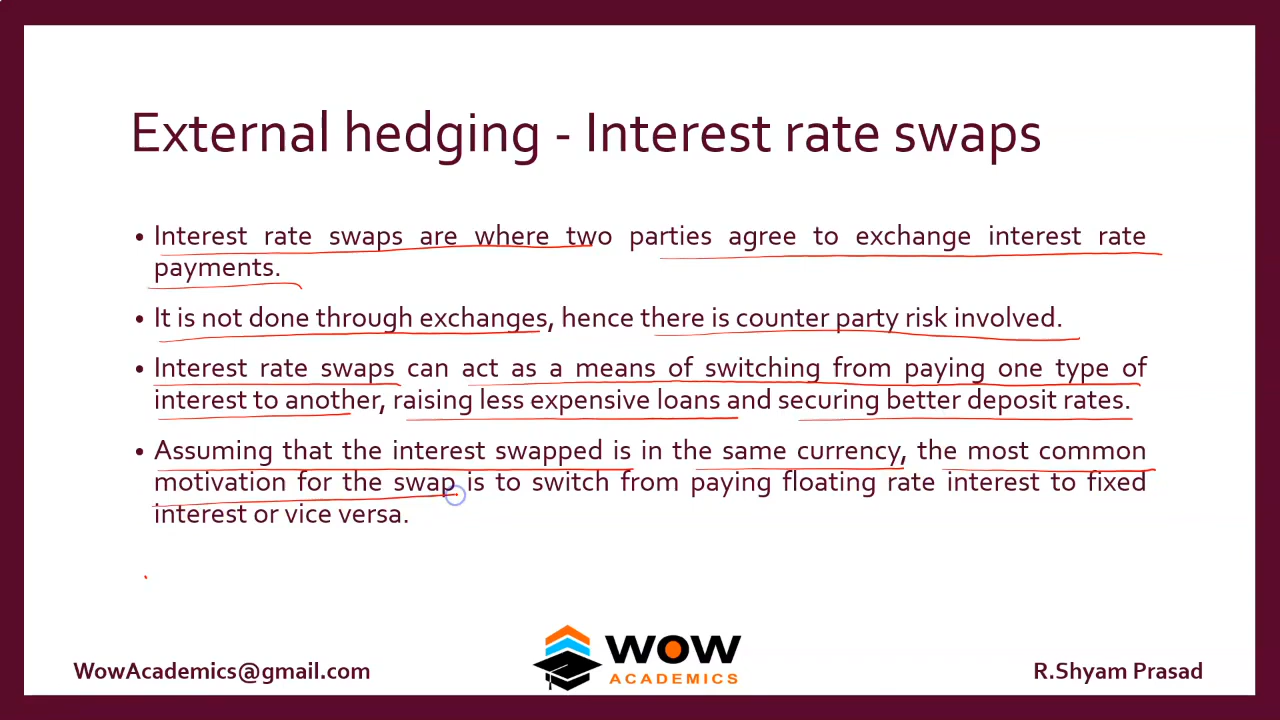 External hedging - Interest rate swaps
• Interest rate swaps are where two parties agree to exchange interest rate
payments.
• It is not done through exchanges, hence there is counter party risk involved.
• Interest rate swaps can act as a means of switching from paying one type of
interest to another, raising less expensive loans and securing better deposit rates.
• Assuming that the interest swapped is in the same currency, the most common
motivation for the swap is to switch from paying floating rate interest to fixed
interest or vice versa.
WowAcademics@gmail.com
WOW
ACADEMICS
R.Shyam Prasad